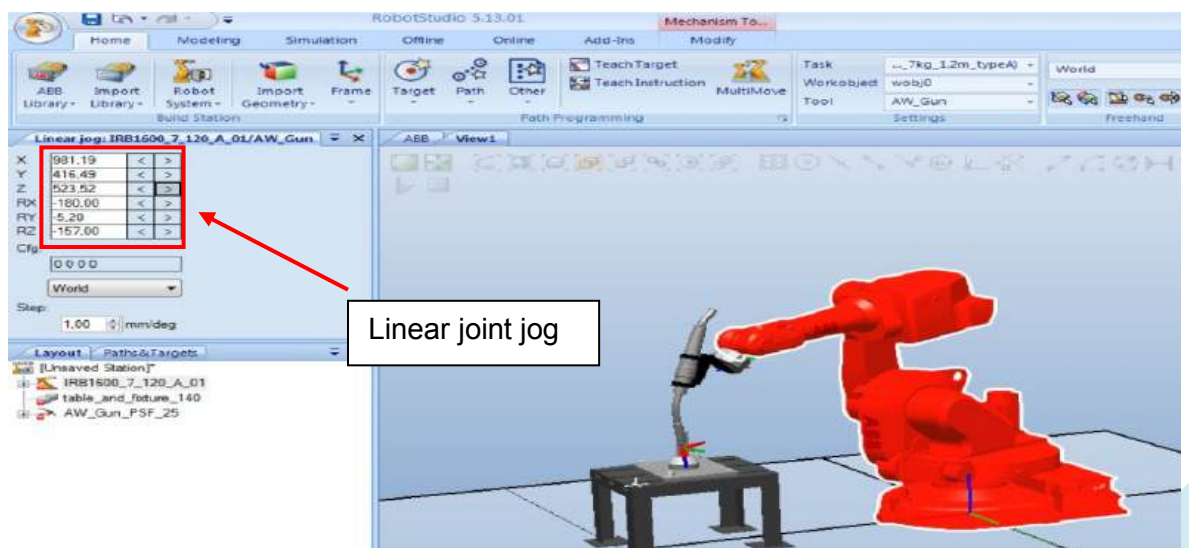 RobotStudio 5.13.01
Mechanism To...
Home Modeling Simulation Offline Online Add-Ins Modify
ABB Library
Import Library
Robot System
Import Geometry
Frame
Build Station
Target
Path
Other
Teach Target
Teach Instruction
MultiMove
Path Programming
Task ..._7kg_1.2m_typeA)
Workobject wobj0
Tool AW_Gun
Settings
World
Freehand
Linear jog: IRB1600_7_120_A_01/AW_Gun
X 981.19 < >
Y 416.49 < >
Z 523.52 < >
RX -180.00 < >
RY -5.20 < >
RZ -157.00 < >
Cfg:
0 0 0 0
World
Step:
1.00 mm/deg
Layout Paths&Targets
[Unsaved Station]*
IRB1600_7_120_A_01
table_and_fixture_140
AW_Gun_PSF_25
ABB View1
Linear joint jog